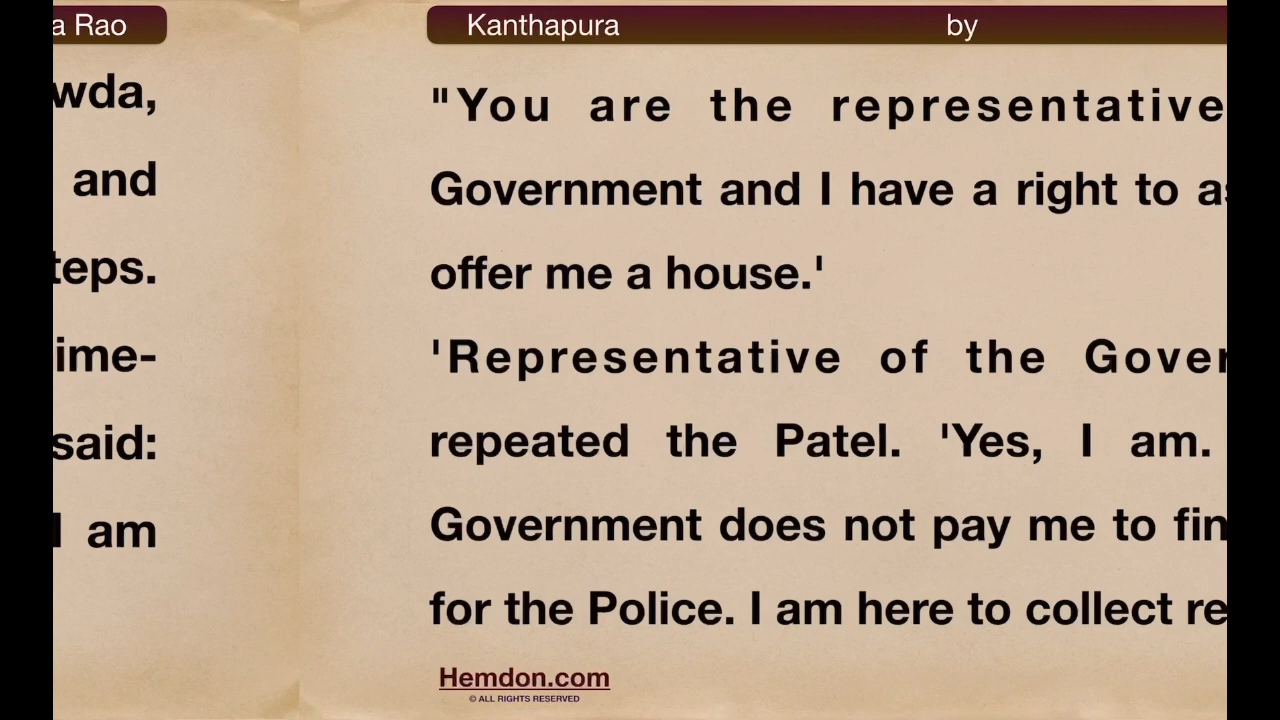 a Rao
wda,
and
teps.
ime-
said:
am
Kanthapura by
"You are the representative
Government and I have a right to
offer me a house.'
'Representative of the Gover
repeated the Patel. 'Yes, I am.
Government does not pay me to fin
for the Police. I am here to collect re
Hemdon.com
© ALL RIGHTS RESERVED